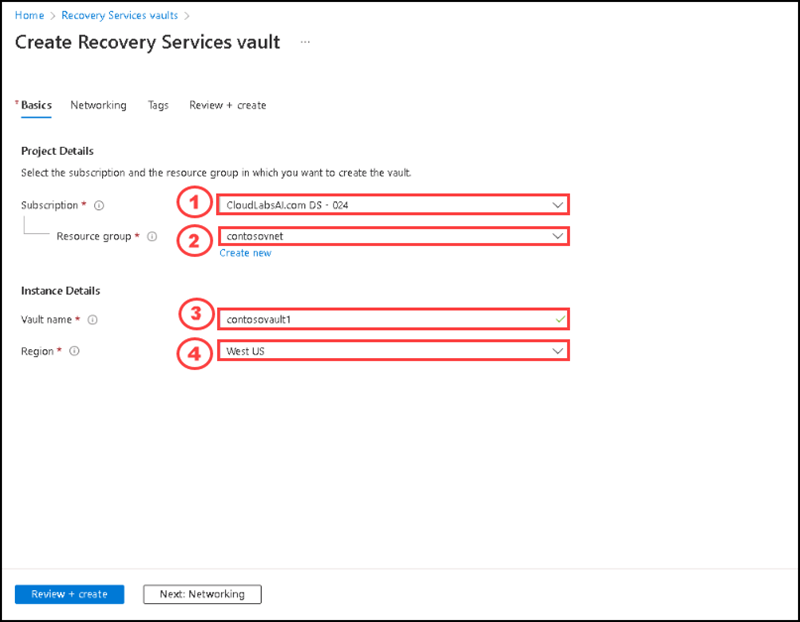 Home > Recovery Services vaults >
Create Recovery Services vault ...
* Basics Networking Tags Review + create
Project Details
Select the subscription and the resource group in which you want to create the vault.
Subscription * 1 CloudLabsAI.com DS - 024
Resource group * 2 contosovnet
Create new
Instance Details
Vault name * 3 contosovault1
Region * 4 West US
Review + create Next: Networking